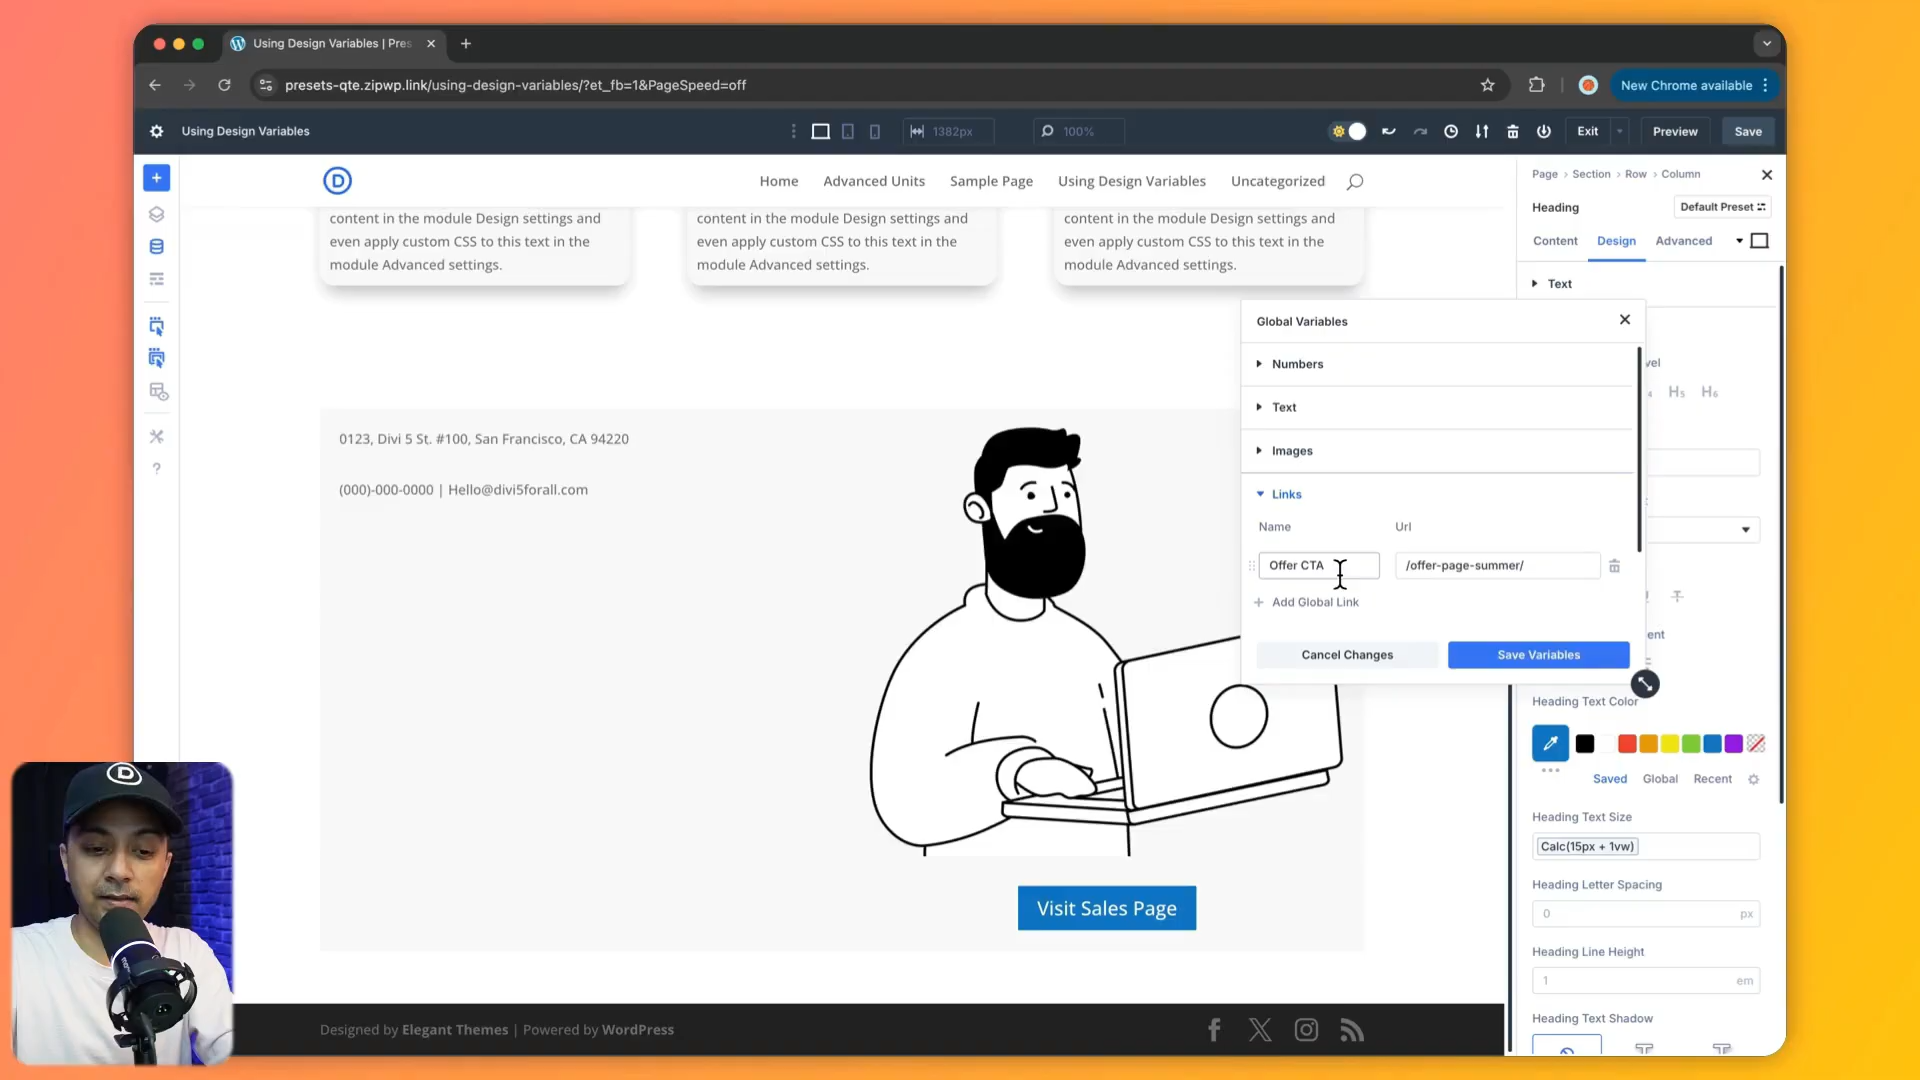 Using Design Variables | Pres
presets-qte.zipwp.link/using-design-variables/?et_fb=1&PageSpeed=off
New Chrome available
Using Design Variables
1382px
100%
Exit
Preview
Save
Home
Advanced Units
Sample Page
Using Design Variables
Uncategorized
content in the module Design settings and
even apply custom CSS to this text in the
module Advanced settings.
content in the module Design settings and
even apply custom CSS to this text in the
module Advanced settings.
content in the module Design settings and
even apply custom CSS to this text in the
module Advanced settings.
0123, Divi 5 St. #100, San Francisco, CA 94220
(000)-000-0000 | Hello@divi5forall.com
Visit Sales Page
Designed by Elegant Themes | Powered by WordPress
Global Variables
Numbers
Text
Images
Links
Name
Url
Offer CTA
/offer-page-summer/
+ Add Global Link
Cancel Changes
Save Variables
Page > Section > Row > Column
Heading
Default Preset
Content
Design
Advanced
Text
vel
H5
H6
ent
Heading Text Color
Saved
Global
Recent
Heading Text Size
Calc(15px + 1vw)
Heading Letter Spacing
0
px
Heading Line Height
1
em
Heading Text Shadow